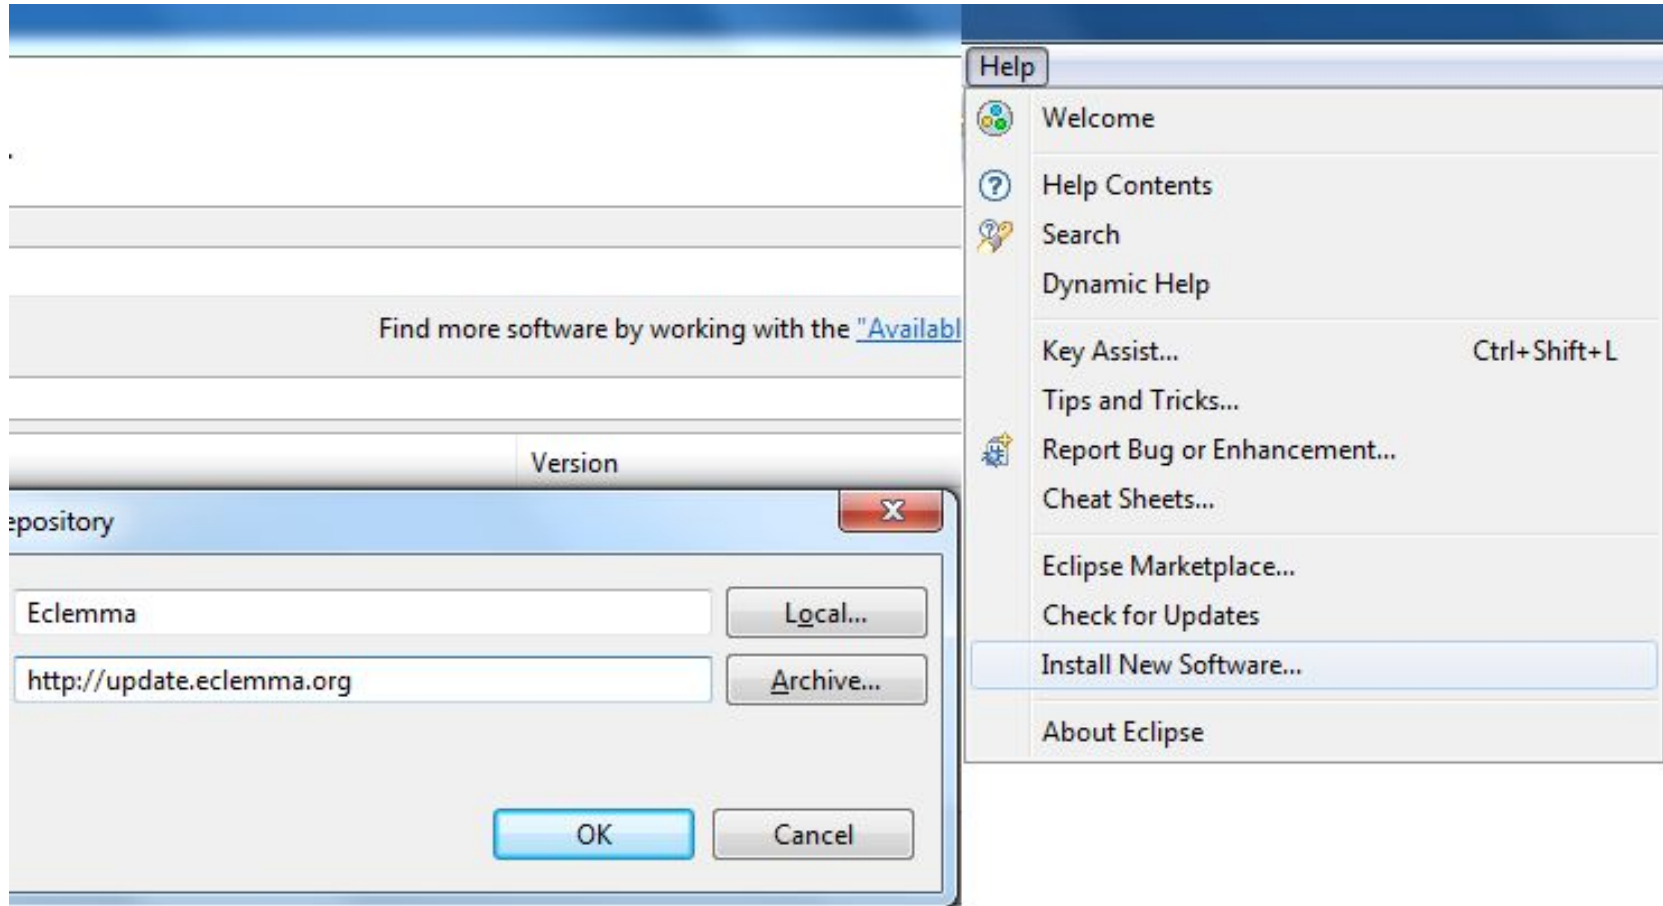 Find more software by working with the "Availabl
Version
epository
Eclemma
Local...
http://update.eclemma.org
Archive...
OK
Cancel
Help
Welcome
Help Contents
Search
Dynamic Help
Key Assist... Ctrl+Shift+L
Tips and Tricks...
Report Bug or Enhancement...
Cheat Sheets...
Eclipse Marketplace...
Check for Updates
Install New Software...
About Eclipse